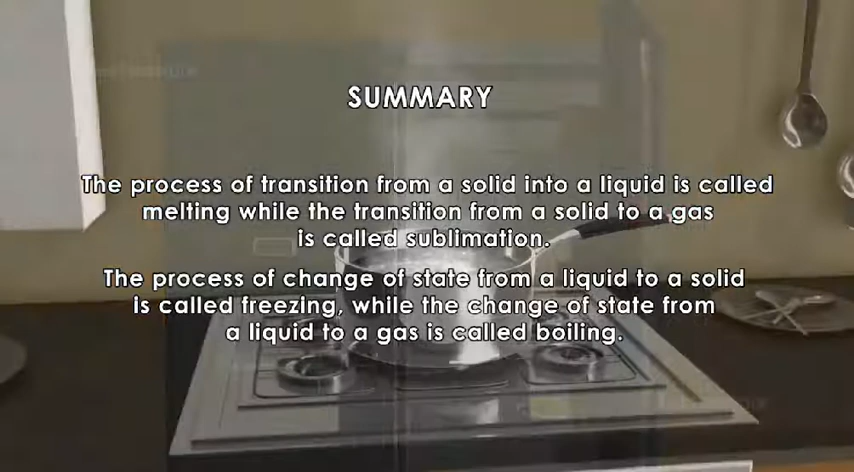 SUMMARY
The process of transition from a solid into a liquid is called
melting while the transition from a solid to a gas
is called sublimation.
The process of change of state from a liquid to a solid
is called freezing, while the change of state from
a liquid to a gas is called boiling.